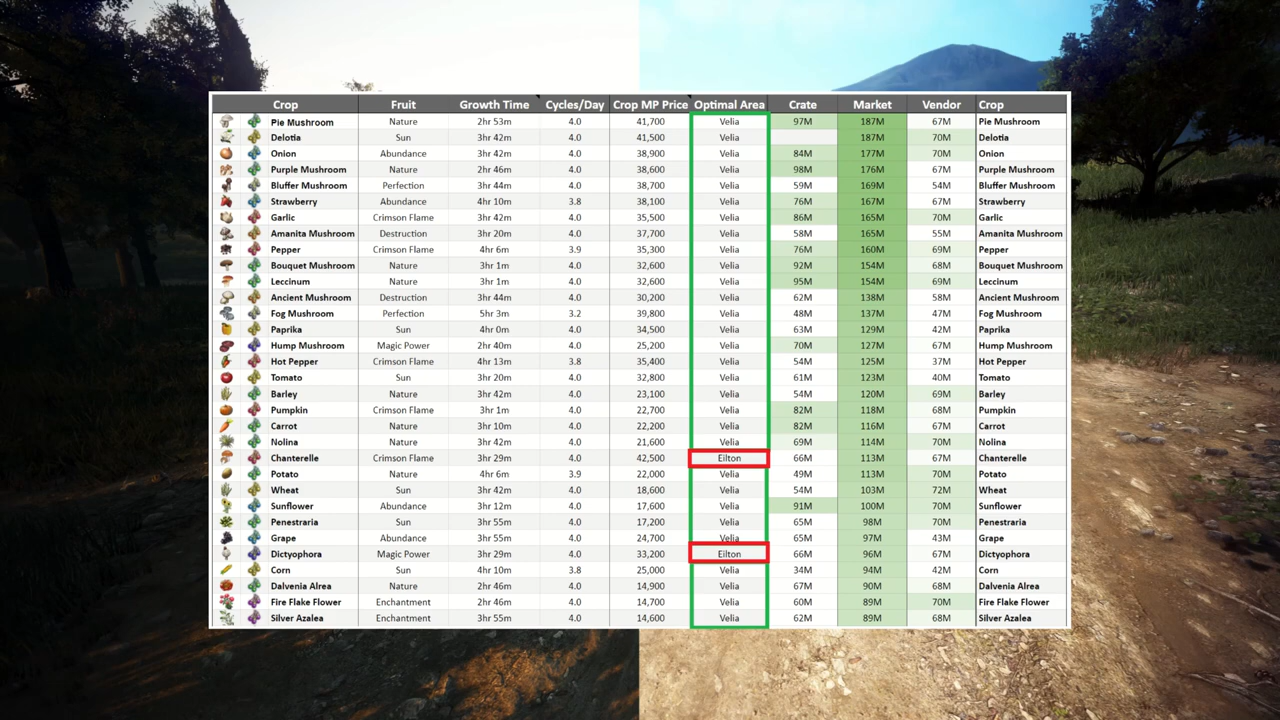 Crop Fruit Growth Time Cycles/Day Crop MP Price Optimal Area Crate Market Vendor Crop
Pie Mushroom Nature 2hr 53m 4.0 41,700 Velia 97M 187M 67M Pie Mushroom
Delotia Sun 3hr 42m 4.0 41,500 Velia 187M 70M Delotia
Onion Abundance 3hr 42m 4.0 38,900 Velia 84M 177M 70M Onion
Purple Mushroom Nature 2hr 46m 4.0 38,600 Velia 98M 176M 67M Purple Mushroom
Bluffer Mushroom Perfection 3hr 44m 4.0 38,700 Velia 59M 169M 54M Bluffer Mushroom
Strawberry Abundance 4hr 10m 3.8 38,100 Velia 76M 167M 67M Strawberry
Garlic Crimson Flame 3hr 42m 4.0 35,500 Velia 86M 165M 70M Garlic
Amanita Mushroom Destruction 3hr 20m 4.0 37,700 Velia 58M 165M 55M Amanita Mushroom
Pepper Crimson Flame 4hr 6m 3.9 35,300 Velia 76M 160M 69M Pepper
Bouquet Mushroom Nature 3hr 1m 4.0 32,600 Velia 92M 154M 68M Bouquet Mushroom
Leccinum Nature 3hr 1m 4.0 32,600 Velia 95M 154M 69M Leccinum
Ancient Mushroom Destruction 3hr 44m 4.0 30,200 Velia 62M 138M 58M Ancient Mushroom
Fog Mushroom Perfection 5hr 3m 3.2 39,800 Velia 48M 137M 47M Fog Mushroom
Paprika Sun 4hr 0m 4.0 34,500 Velia 63M 129M 42M Paprika
Hump Mushroom Magic Power 2hr 40m 4.0 25,200 Velia 70M 127M 67M Hump Mushroom
Hot Pepper Crimson Flame 4hr 13m 3.8 35,400 Velia 54M 125M 37M Hot Pepper
Tomato Sun 3hr 20m 4.0 32,800 Velia 61M 123M 40M Tomato
Barley Nature 3hr 42m 4.0 23,100 Velia 54M 120M 69M Barley
Pumpkin Crimson Flame 3hr 1m 4.0 22,700 Velia 82M 118M 68M Pumpkin
Carrot Nature 3hr 10m 4.0 22,200 Velia 82M 116M 67M Carrot
Nolina Nature 3hr 42m 4.0 21,600 Velia 69M 114M 70M Nolina
Chanterelle Crimson Flame 3hr 29m 4.0 42,500 Eilton 66M 113M 67M Chanterelle
Potato Nature 4hr 6m 3.9 22,000 Velia 49M 113M 70M Potato
Wheat Sun 3hr 42m 4.0 18,600 Velia 54M 103M 72M Wheat
Sunflower Abundance 3hr 12m 4.0 17,600 Velia 91M 100M 70M Sunflower
Penestraria Sun 3hr 55m 4.0 17,200 Velia 65M 98M 70M Penestraria
Grape Abundance 3hr 55m 4.0 24,700 Velia 65M 97M 43M Grape
Dictyophora Magic Power 3hr 29m 4.0 33,200 Eilton 66M 96M 67M Dictyophora
Corn Sun 4hr 10m 3.8 25,000 Velia 34M 94M 42M Corn
Dalvenia Alrea Nature 2hr 46m 4.0 14,900 Velia 67M 90M 68M Dalvenia Alrea
Fire Flake Flower Enchantment 2hr 46m 4.0 14,700 Velia 60M 89M 70M Fire Flake Flower
Silver Azalea Enchantment 3hr 55m 4.0 14,600 Velia 62M 89M 68M Silver Azalea